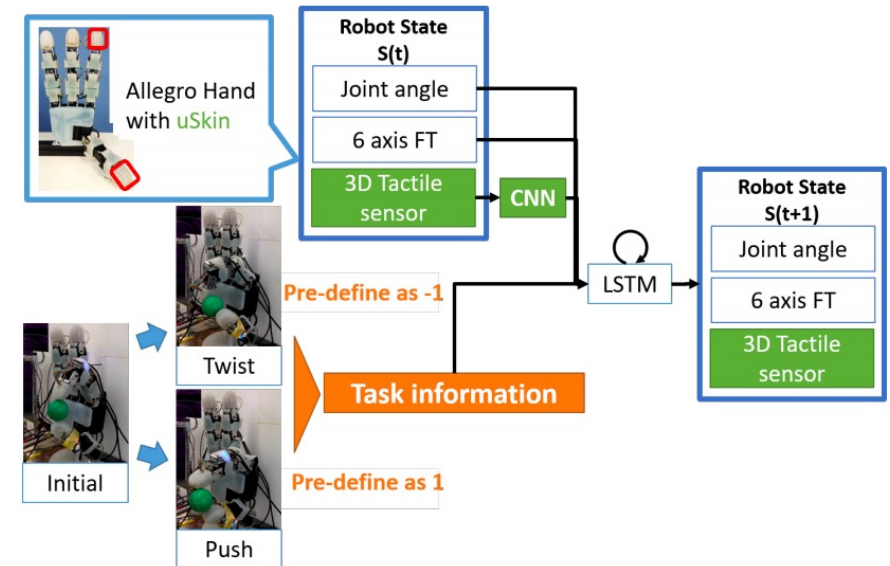 Allegro Hand
with uSkin
Robot State
S(t)
Joint angle
6 axis FT
3D Tactile
sensor
CNN
LSTM
Robot State
S(t+1)
Joint angle
6 axis FT
3D Tactile
sensor
Pre-define as -1
Twist
Task information
Initial
Pre-define as 1
Push